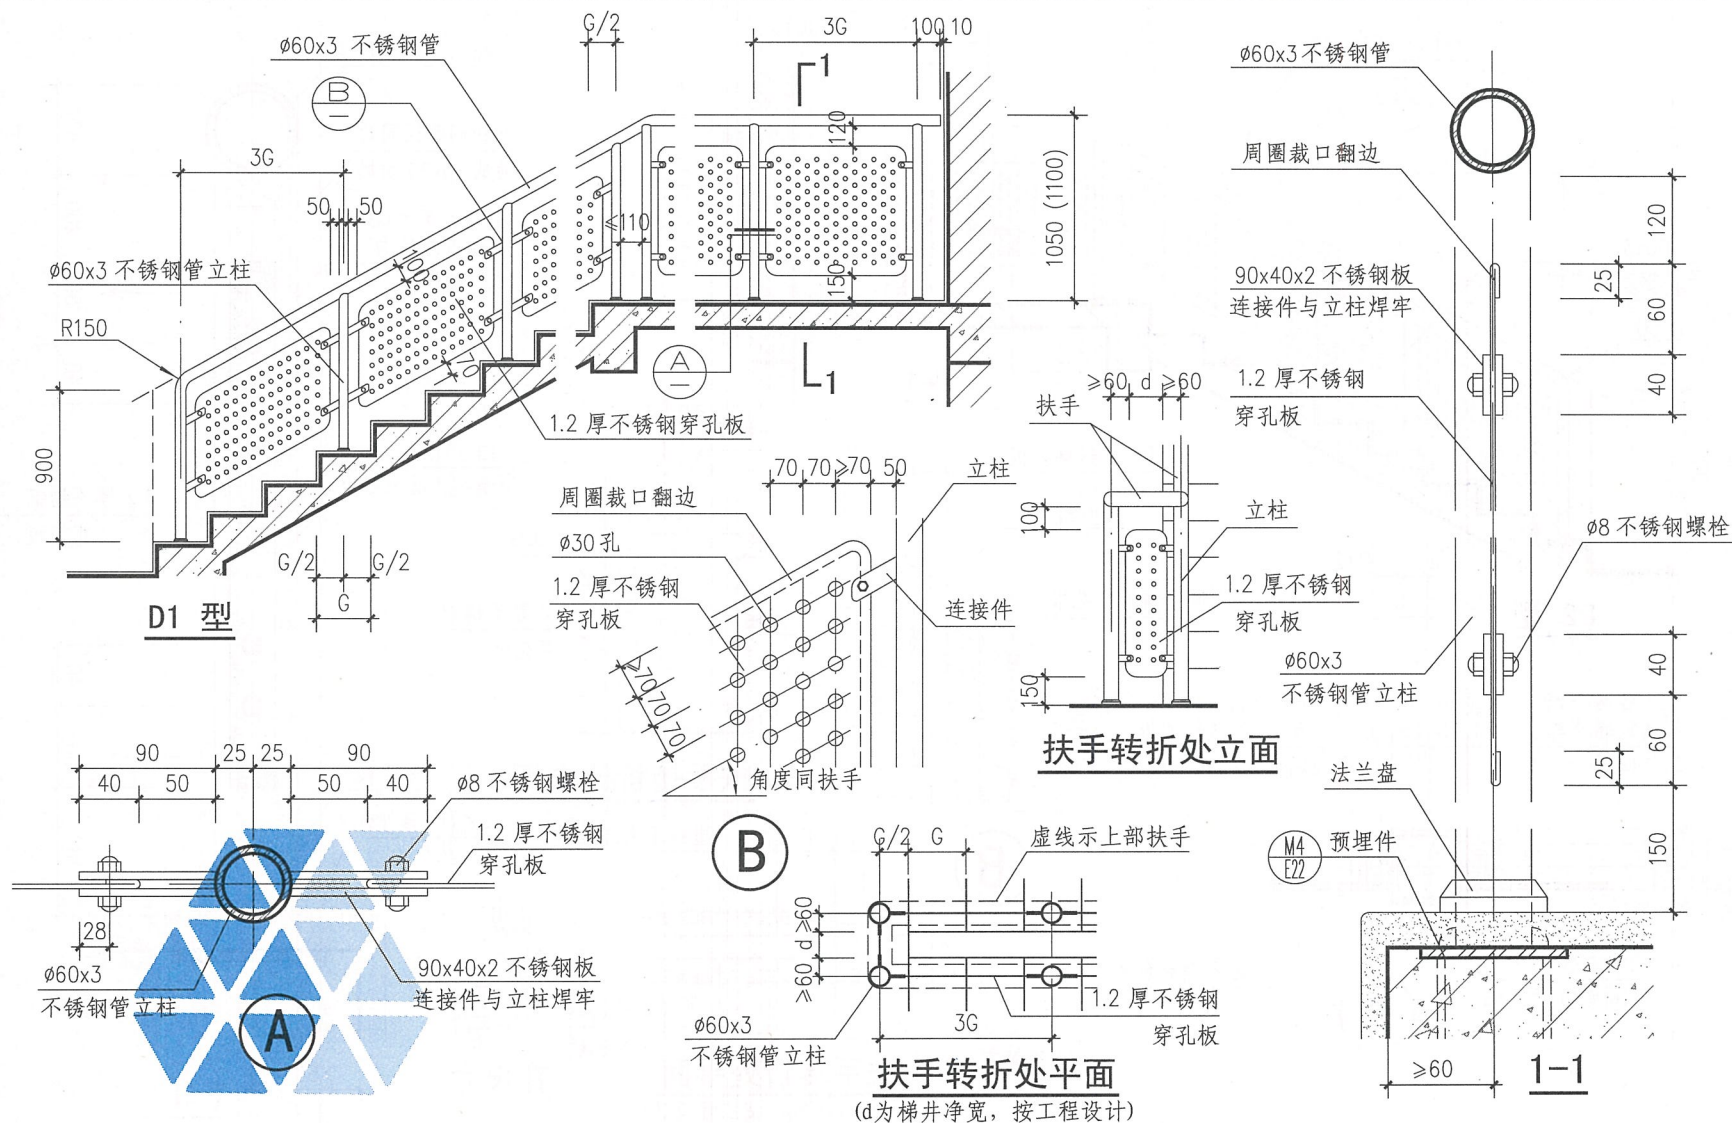 G/2
3G
100
10
ø60x3 不锈钢管
B
—
1
120
3G
50
50
≤110
1050 (1100)
ø60x3 不锈钢管立柱
100
150
R150
70
A
—
1
1.2 厚不锈钢穿孔板
900
G/2
G/2
G
D1 型
70
70
≥70
50
立柱
周圈裁口翻边
ø30 孔
1.2 厚不锈钢
穿孔板
连接件
≥70
70
70
角度同扶手
B
≥60
d
≥60
扶手
100
立柱
1.2 厚不锈钢
穿孔板
150
扶手转折处立面
90
25
25
90
40
50
50
40
ø8 不锈钢螺栓
1.2 厚不锈钢
穿孔板
28
ø60x3
不锈钢管立柱
90x40x2 不锈钢板
连接件与立柱焊牢
A
G/2
G
虚线示上部扶手
≥60
d
≥60
1.2 厚不锈钢
穿孔板
3G
ø60x3
不锈钢管立柱
扶手转折处平面
(d为梯井净宽，按工程设计)
ø60x3不锈钢管
周圈裁口翻边
120
25
90x40x2 不锈钢板
连接件与立柱焊牢
60
1.2 厚不锈钢
穿孔板
40
ø8 不锈钢螺栓
ø60x3
不锈钢管立柱
40
60
25
法兰盘
M4
E22
预埋件
150
≥60
1-1